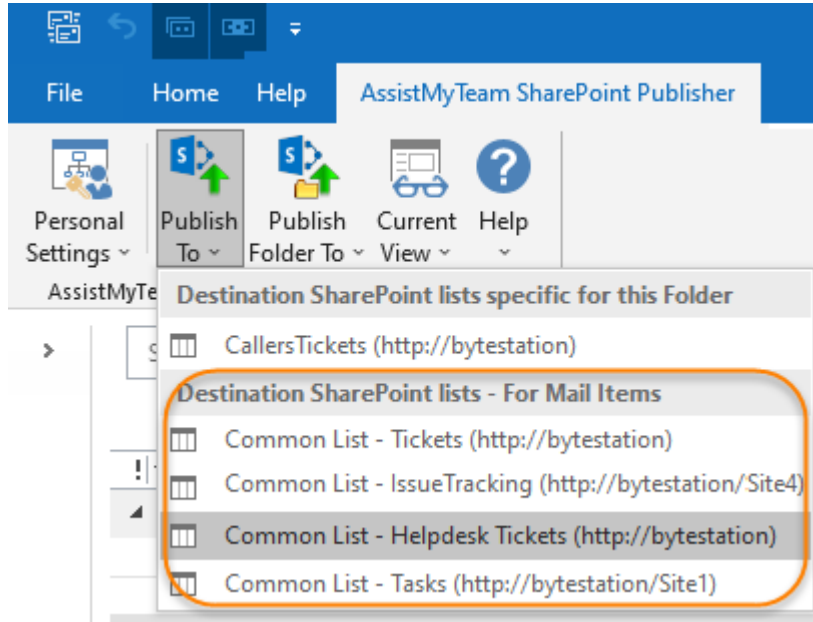 File Home Help AssistMyTeam SharePoint Publisher
Personal Publish Publish Current Help
Settings To Folder To View
AssistMyTe
Destination SharePoint lists specific for this Folder
CallersTickets (http://bytestation)
Destination SharePoint lists - For Mail Items
Common List - Tickets (http://bytestation)
Common List - IssueTracking (http://bytestation/Site4)
Common List - Helpdesk Tickets (http://bytestation)
Common List - Tasks (http://bytestation/Site1)